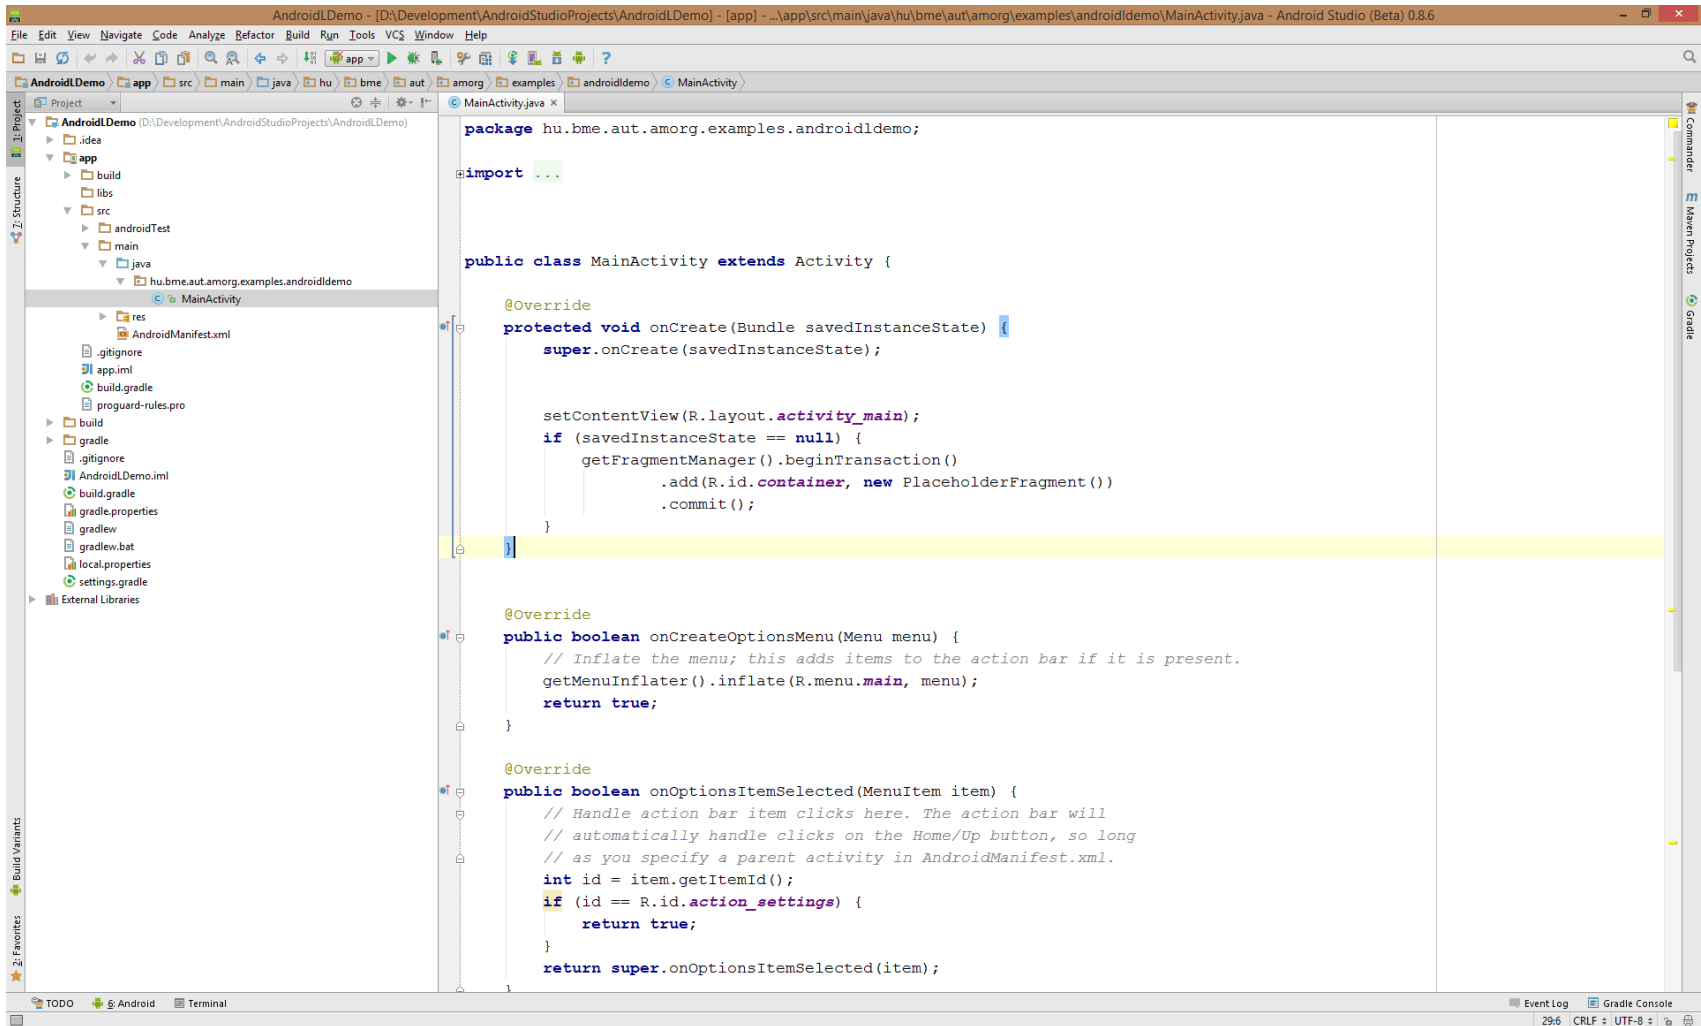 AndroidLDemo - [D:\Development\AndroidStudioProjects\AndroidLDemo] - [app] - ...\app\src\main\java\hu\bme\aut\amorg\examples\androidldemo\MainActivity.java - Android Studio (Beta) 0.8.6
File Edit View Navigate Code Analyze Refactor Build Run Tools VCS Window Help
app
AndroidLDemo app src main java hu bme aut amorg examples androidldemo MainActivity
Project
MainActivity.java
1: Project
7: Structure
Build Variants
2: Favorites
AndroidLDemo (D:\Development\AndroidStudioProjects\AndroidLDemo)
.idea
app
build
libs
src
androidTest
main
java
hu.bme.aut.amorg.examples.androidldemo
MainActivity
res
AndroidManifest.xml
.gitignore
app.iml
build.gradle
proguard-rules.pro
build
gradle
.gitignore
AndroidLDemo.iml
build.gradle
gradle.properties
gradlew
gradlew.bat
local.properties
settings.gradle
External Libraries
package hu.bme.aut.amorg.examples.androidldemo;
import ...
public class MainActivity extends Activity {
@Override
protected void onCreate(Bundle savedInstanceState) {
super.onCreate(savedInstanceState);
setContentView(R.layout.activity_main);
if (savedInstanceState == null) {
getFragmentManager().beginTransaction()
.add(R.id.container, new PlaceholderFragment())
.commit();
}
}
@Override
public boolean onCreateOptionsMenu(Menu menu) {
// Inflate the menu; this adds items to the action bar if it is present.
getMenuInflater().inflate(R.menu.main, menu);
return true;
}
@Override
public boolean onOptionsItemSelected(MenuItem item) {
// Handle action bar item clicks here. The action bar will
// automatically handle clicks on the Home/Up button, so long
// as you specify a parent activity in AndroidManifest.xml.
int id = item.getItemId();
if (id == R.id.action_settings) {
return true;
}
return super.onOptionsItemSelected(item);
}
Commander
Maven Projects
Gradle
TODO 6: Android Terminal
Event Log Gradle Console
29:6 CRLF UTF-8